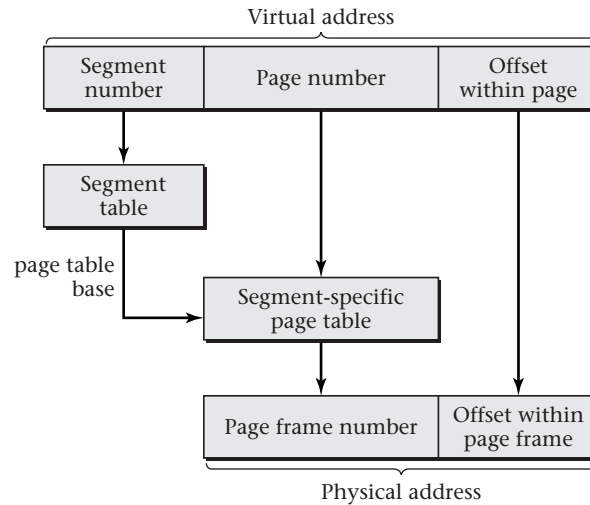 Virtual address
Segment
number
Page number
Offset
within page
Segment
table
page table
base
Segment-specific
page table
Page frame number
Offset within
page frame
Physical address